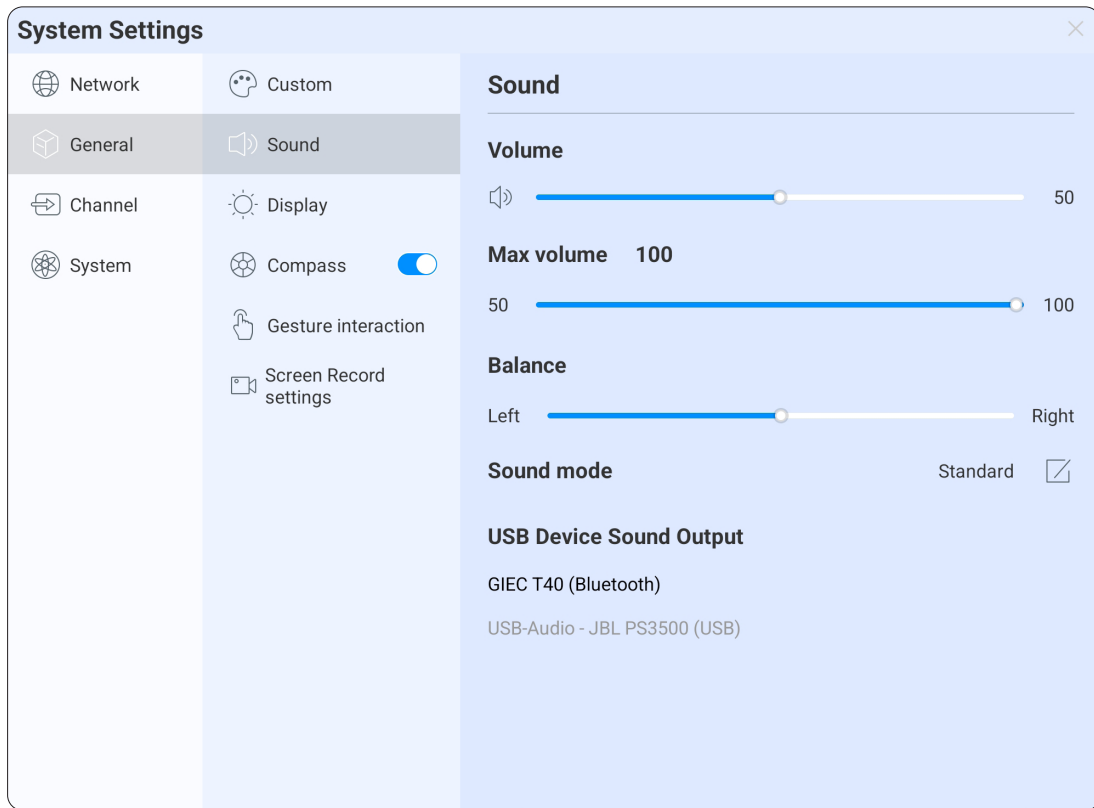 System Settings
Network
General
Channel
System
Custom
Sound
Display
Compass
Gesture interaction
Screen Record
settings
Sound
Volume
50
Max volume 100
50 100
Balance
Left Right
Sound mode Standard
USB Device Sound Output
GIEC T40 (Bluetooth)
USB-Audio - JBL PS3500 (USB)